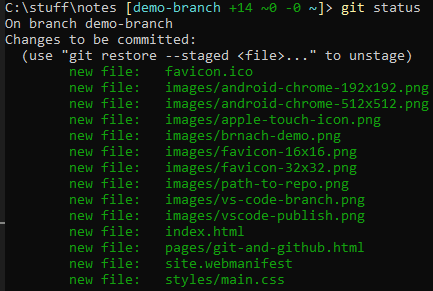 C:\stuff\notes [demo-branch +14 ~0 -0 ~]> git status
On branch demo-branch
Changes to be committed:
  (use "git restore --staged <file>..." to unstage)
        new file:   favicon.ico
        new file:   images/android-chrome-192x192.png
        new file:   images/android-chrome-512x512.png
        new file:   images/apple-touch-icon.png
        new file:   images/brnach-demo.png
        new file:   images/favicon-16x16.png
        new file:   images/favicon-32x32.png
        new file:   images/path-to-repo.png
        new file:   images/vs-code-branch.png
        new file:   images/vscode-publish.png
        new file:   index.html
        new file:   pages/git-and-github.html
        new file:   site.webmanifest
        new file:   styles/main.css